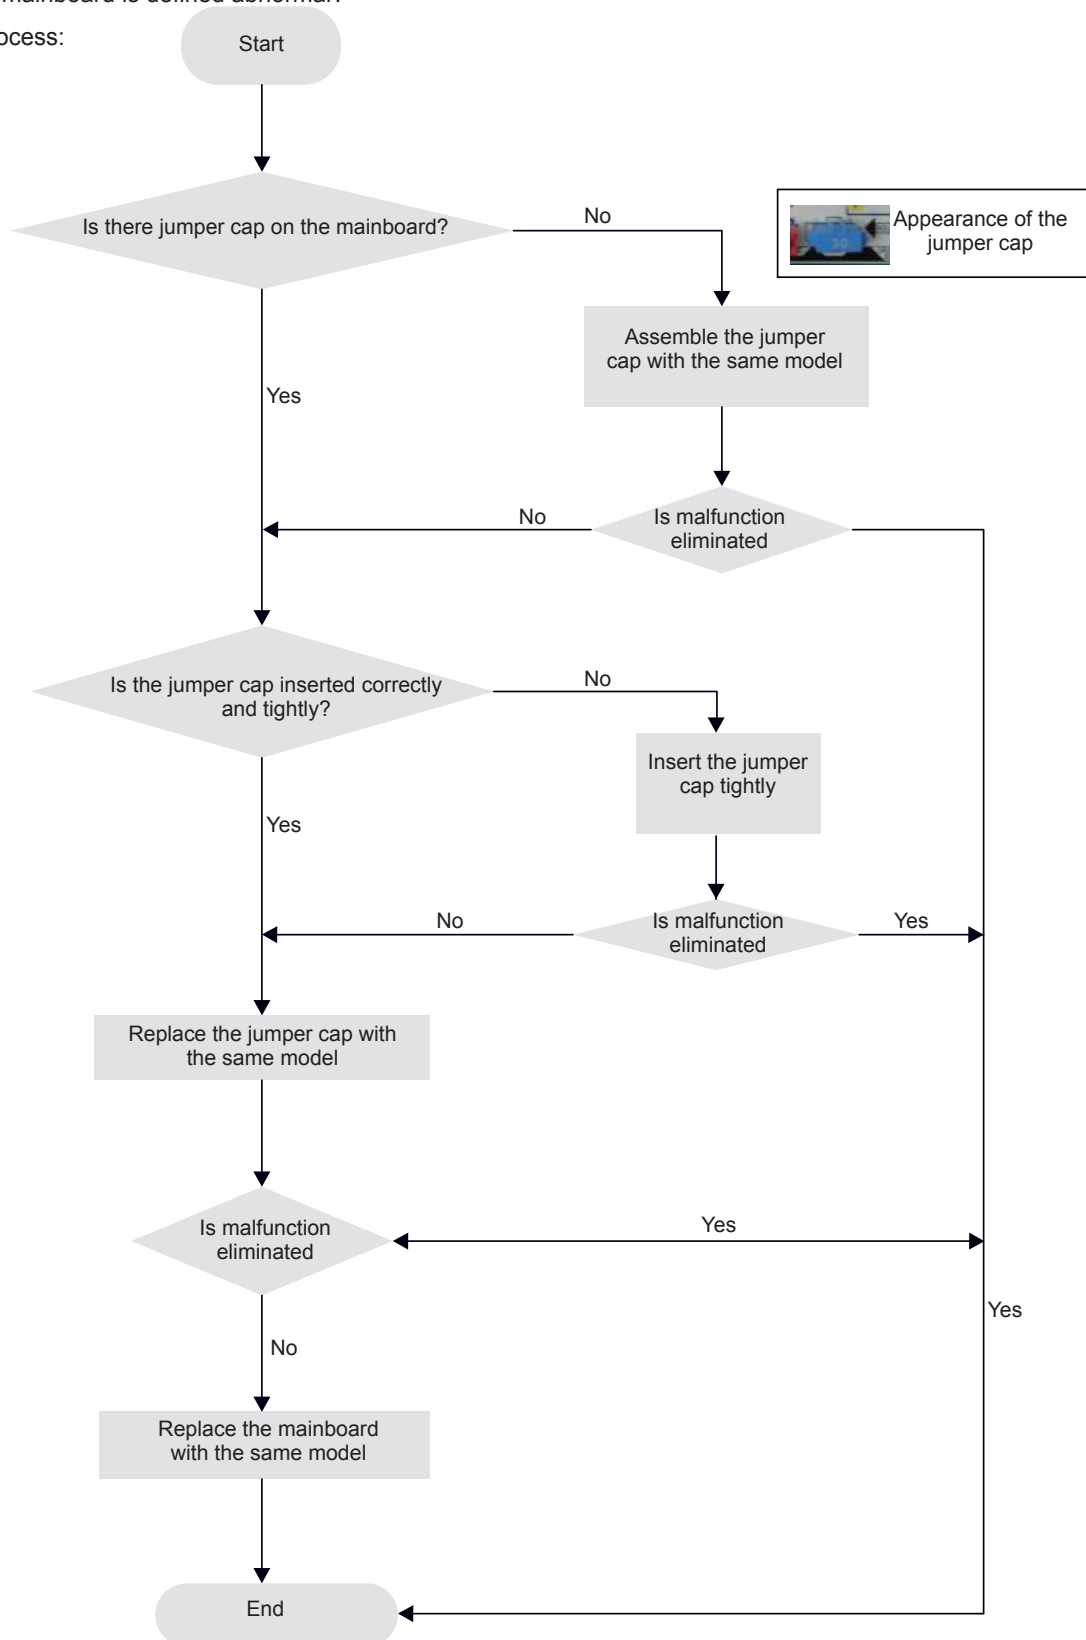 mainboard is defined abnormal.
ocess:
Start
Is there jumper cap on the mainboard?
No
Appearance of the
jumper cap
20
Assemble the jumper
cap with the same model
Yes
No
Is malfunction
eliminated
Is the jumper cap inserted correctly
and tightly?
No
Insert the jumper
cap tightly
Yes
No
Is malfunction
eliminated
Yes
Replace the jumper cap with
the same model
Is malfunction
eliminated
Yes
Yes
No
Replace the mainboard
with the same model
End